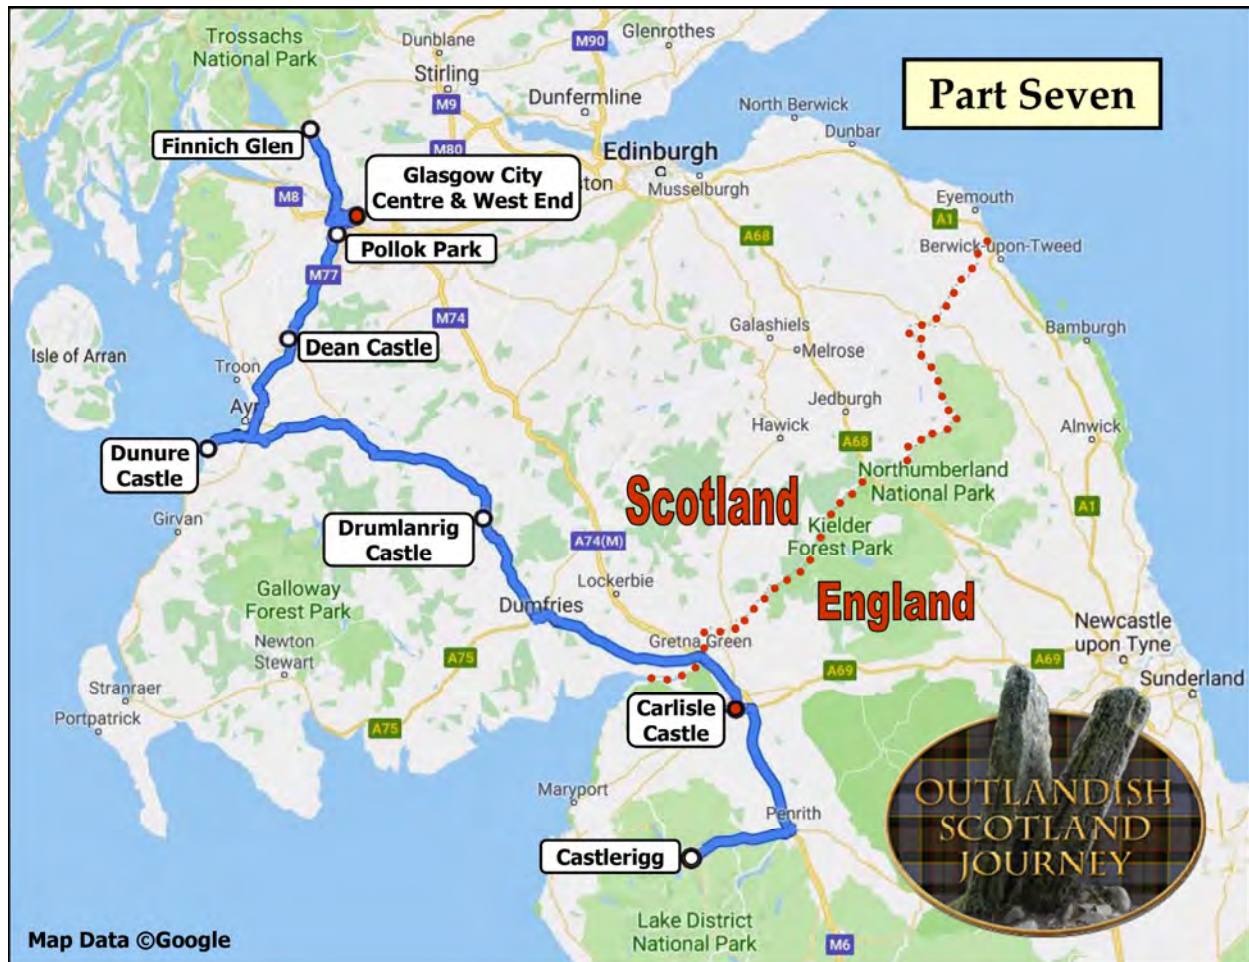 Trossachs
National Park
Dunblane
Stirling
M9
M80
M90
Glenrothes
Dunfermline
North Berwick
Dunbar
Part Seven
Finnich Glen
M8
Glasgow City
Centre & West End
Edinburgh
Musselburgh
Pollok Park
A68
Eyemouth
A1
Berwick-upon-Tweed
M77
M74
Isle of Arran
Dean Castle
Galashiels
Melrose
Bamburgh
Troon
Ayr
Jedburgh
Hawick
A68
Alnwick
Dunure
Castle
Northumberland
National Park
Scotland
Girvan
Drumlanrig
Castle
A74(M)
Kielder
Forest Park
A1
Lockerbie
Galloway
Forest Park
England
Dumfries
Newton
Stewart
A75
Gretna Green
Newcastle
upon Tyne
A69
A69
Sunderland
Stranraer
Portpatrick
A75
Carlisle
Castle
Maryport
Penrith
OUTLANDISH
SCOTLAND
JOURNEY
Castlerigg
Lake District
National Park
M6
Map Data ©Google